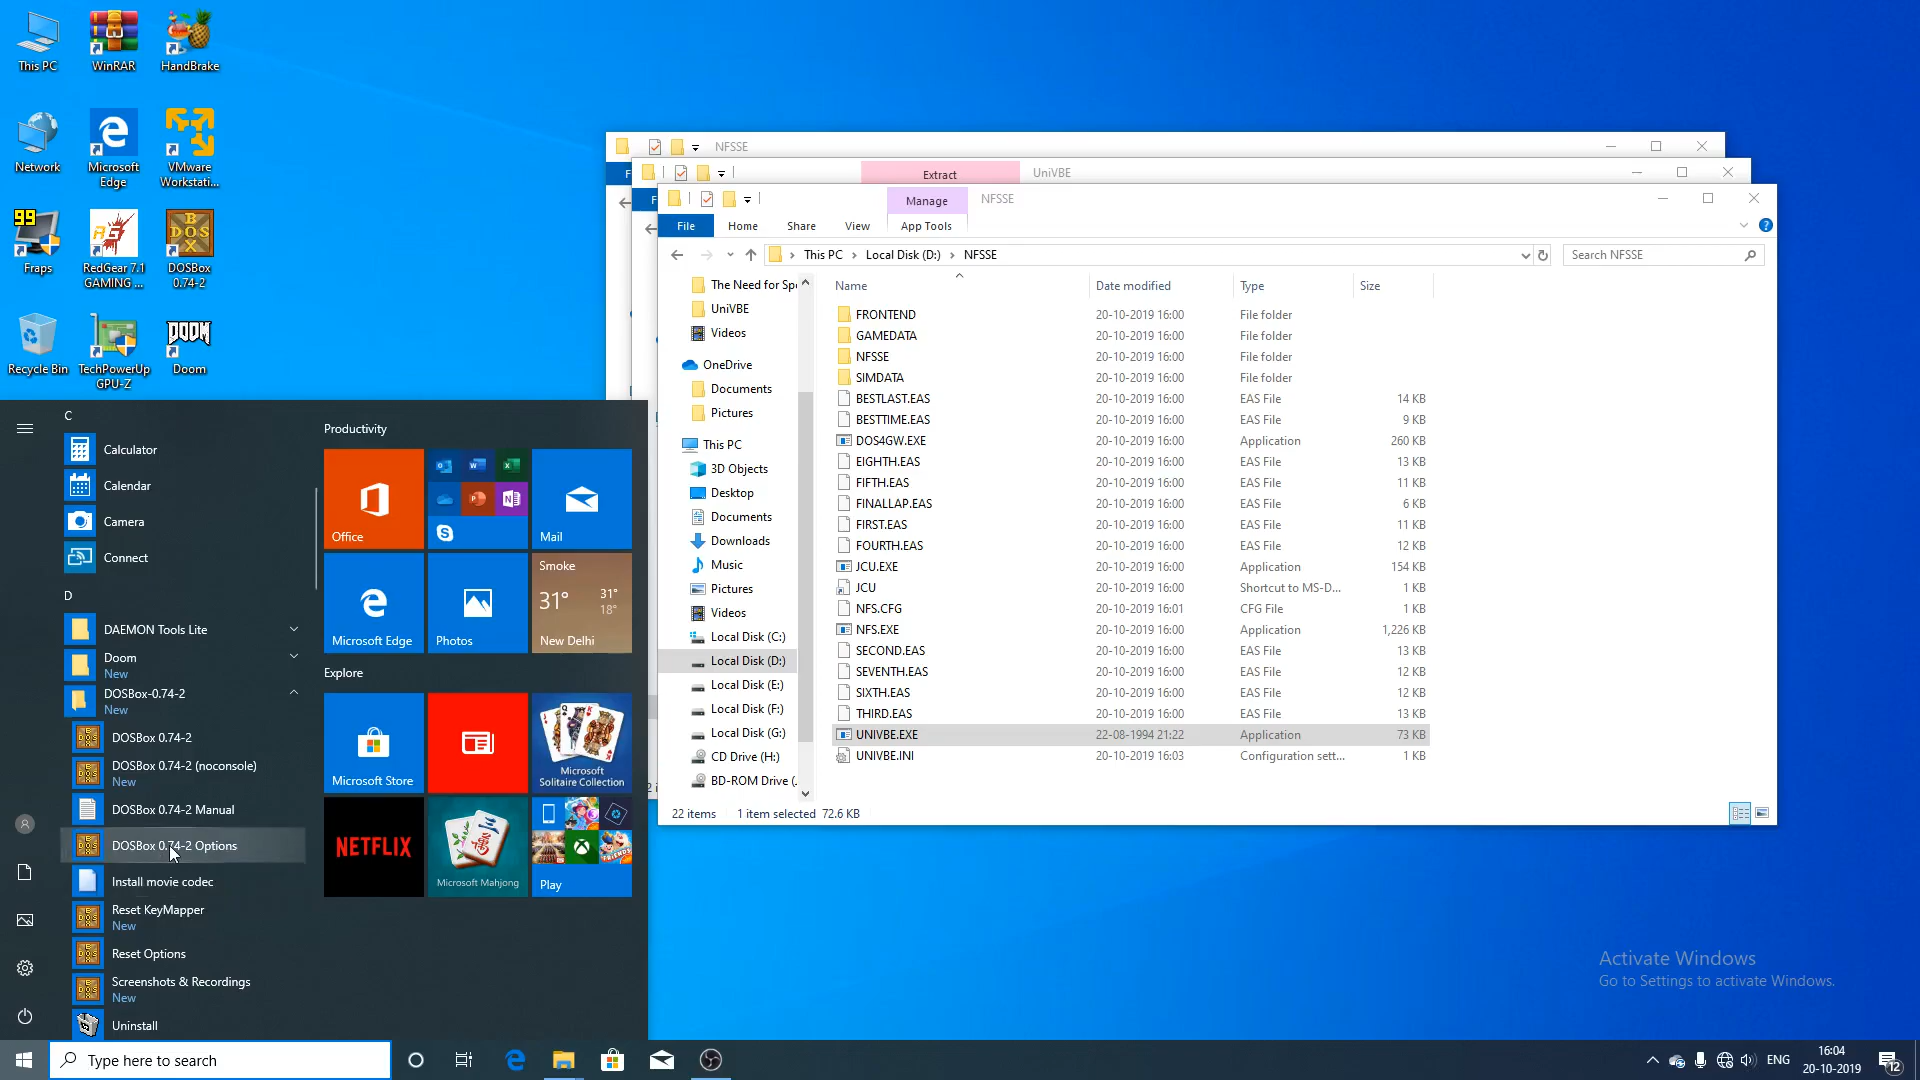 This PC
WinRAR
HandBrake
Network
Microsoft
Edge
VMware
Workstati...
99
Fraps
RedGear 7.1
GAMING ...
DOSBox
0.74-2
Recycle Bin
TechPowerUp
GPU-Z
DOOM
Doom
NFSSE
Extract
UniVBE
Manage
NFSSE
File
Home
Share
View
App Tools
This PC
Local Disk (D:)
NFSSE
Search NFSSE
The Need for Spe
UniVBE
Videos
OneDrive
Documents
Pictures
This PC
3D Objects
Desktop
Documents
Downloads
Music
Pictures
Videos
Local Disk (C:)
Local Disk (D:)
Local Disk (E:)
Local Disk (F:)
Local Disk (G:)
CD Drive (H:)
BD-ROM Drive (
Name Date modified Type Size
FRONTEND 20-10-2019 16:00 File folder
GAMEDATA 20-10-2019 16:00 File folder
NFSSE 20-10-2019 16:00 File folder
SIMDATA 20-10-2019 16:00 File folder
BESTLAST.EAS 20-10-2019 16:00 EAS File 14 KB
BESTTIME.EAS 20-10-2019 16:00 EAS File 9 KB
DOS4GW.EXE 20-10-2019 16:00 Application 260 KB
EIGHTH.EAS 20-10-2019 16:00 EAS File 13 KB
FIFTH.EAS 20-10-2019 16:00 EAS File 11 KB
FINALLAP.EAS 20-10-2019 16:00 EAS File 6 KB
FIRST.EAS 20-10-2019 16:00 EAS File 11 KB
FOURTH.EAS 20-10-2019 16:00 EAS File 12 KB
JCU.EXE 20-10-2019 16:00 Application 154 KB
JCU 20-10-2019 16:00 Shortcut to MS-D... 1 KB
NFS.CFG 20-10-2019 16:01 CFG File 1 KB
NFS.EXE 20-10-2019 16:00 Application 1,226 KB
SECOND.EAS 20-10-2019 16:00 EAS File 13 KB
SEVENTH.EAS 20-10-2019 16:00 EAS File 12 KB
SIXTH.EAS 20-10-2019 16:00 EAS File 12 KB
THIRD.EAS 20-10-2019 16:00 EAS File 13 KB
UNIVBE.EXE 22-08-1994 21:22 Application 73 KB
UNIVBE.INI 20-10-2019 16:03 Configuration sett... 1 KB
22 items 1 item selected 72.6 KB
C
Calculator
Calendar
Camera
Connect
D
DAEMON Tools Lite
Doom
New
DOSBox-0.74-2
New
DOSBox 0.74-2
DOSBox 0.74-2 (noconsole)
New
DOSBox 0.74-2 Manual
DOSBox 0.74-2 Options
Install movie codec
Reset KeyMapper
New
Reset Options
Screenshots & Recordings
New
Uninstall
Productivity
Office
Mail
Microsoft Edge
Photos
Smoke
31°
31°
18°
New Delhi
Explore
Microsoft Store
Microsoft
Solitaire Collection
NETFLIX
Microsoft Mahjong
Play
Activate Windows
Go to Settings to activate Windows.
Type here to search
ENG
16:04
20-10-2019
12